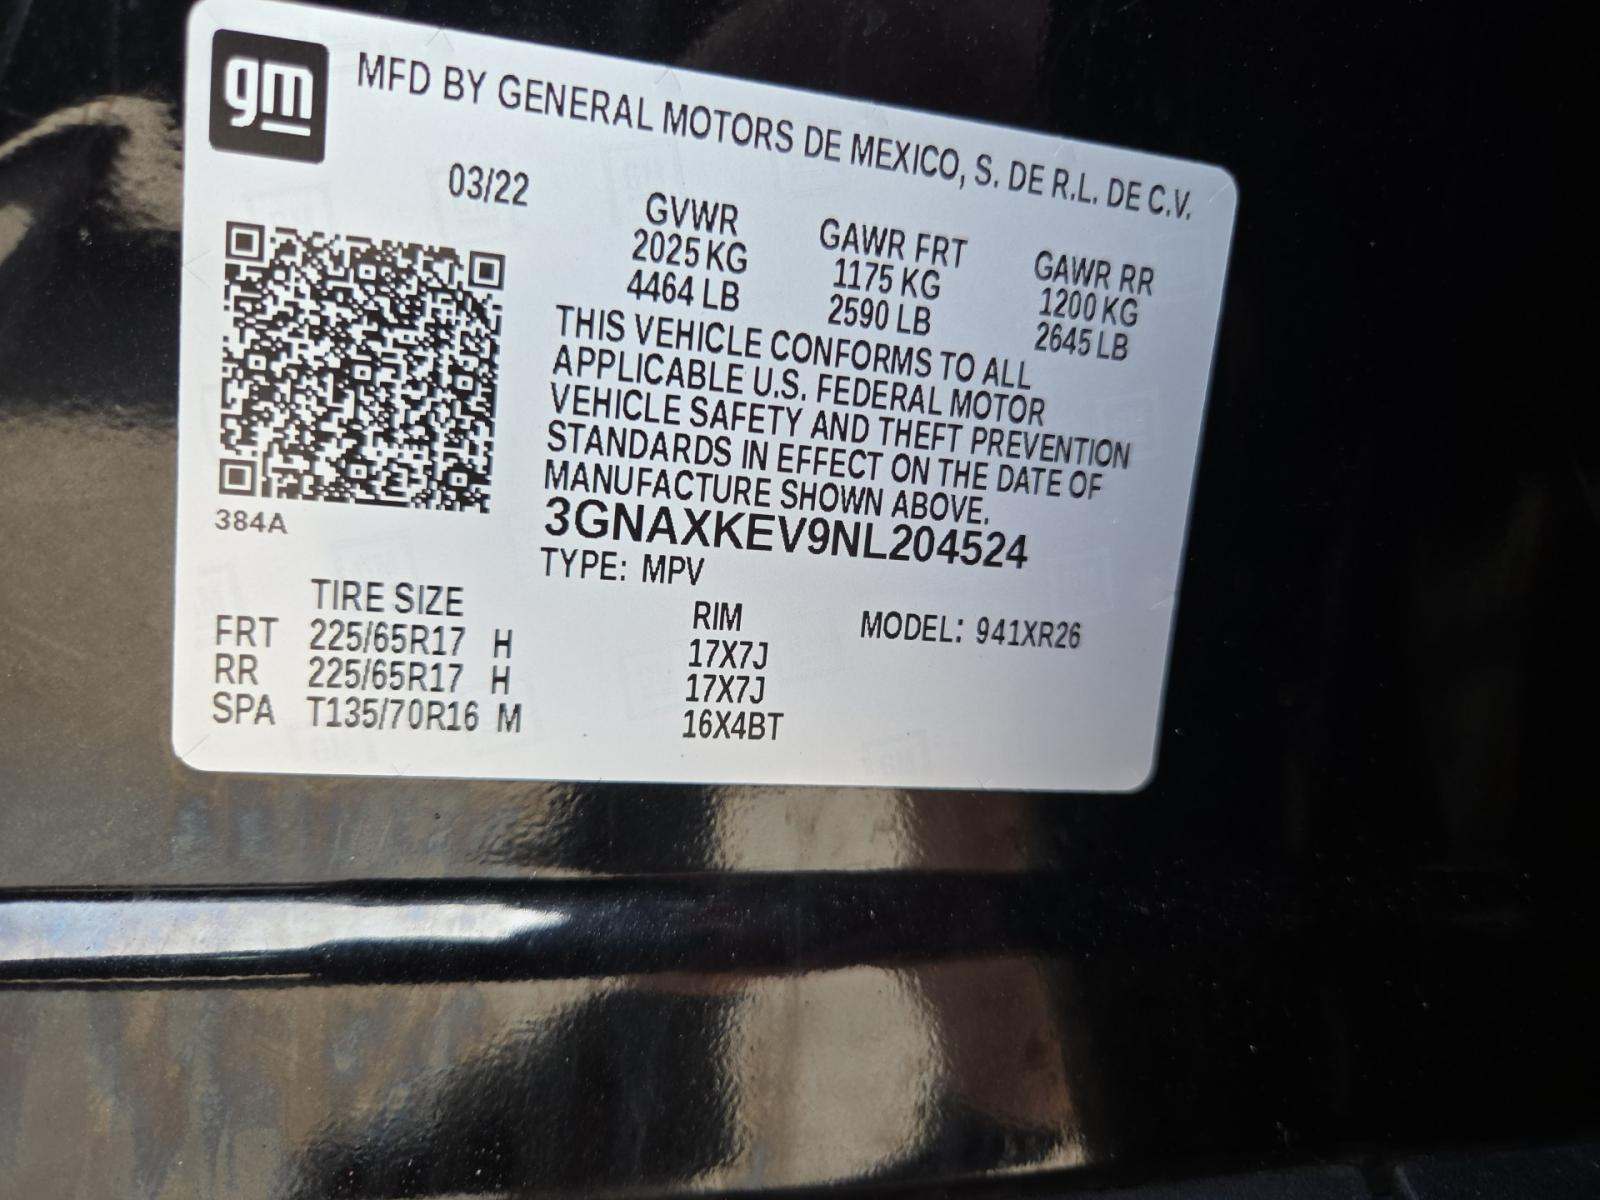 gm
MFD BY GENERAL MOTORS DE MEXICO, S. DE R.L. DE C.V.
03/22
GVWR GAWR FRT GAWR RR
2025 KG 1175 KG 1200 KG
4464 LB 2590 LB 2645 LB
THIS VEHICLE CONFORMS TO ALL
APPLICABLE U.S. FEDERAL MOTOR
VEHICLE SAFETY AND THEFT PREVENTION
STANDARDS IN EFFECT ON THE DATE OF
MANUFACTURE SHOWN ABOVE.
384A
3GNAXKEV9NL204524
TYPE: MPV
TIRE SIZE RIM MODEL: 941XR26
FRT 225/65R17 H 17X7J
RR 225/65R17 H 17X7J
SPA T135/70R16 M 16X4BT